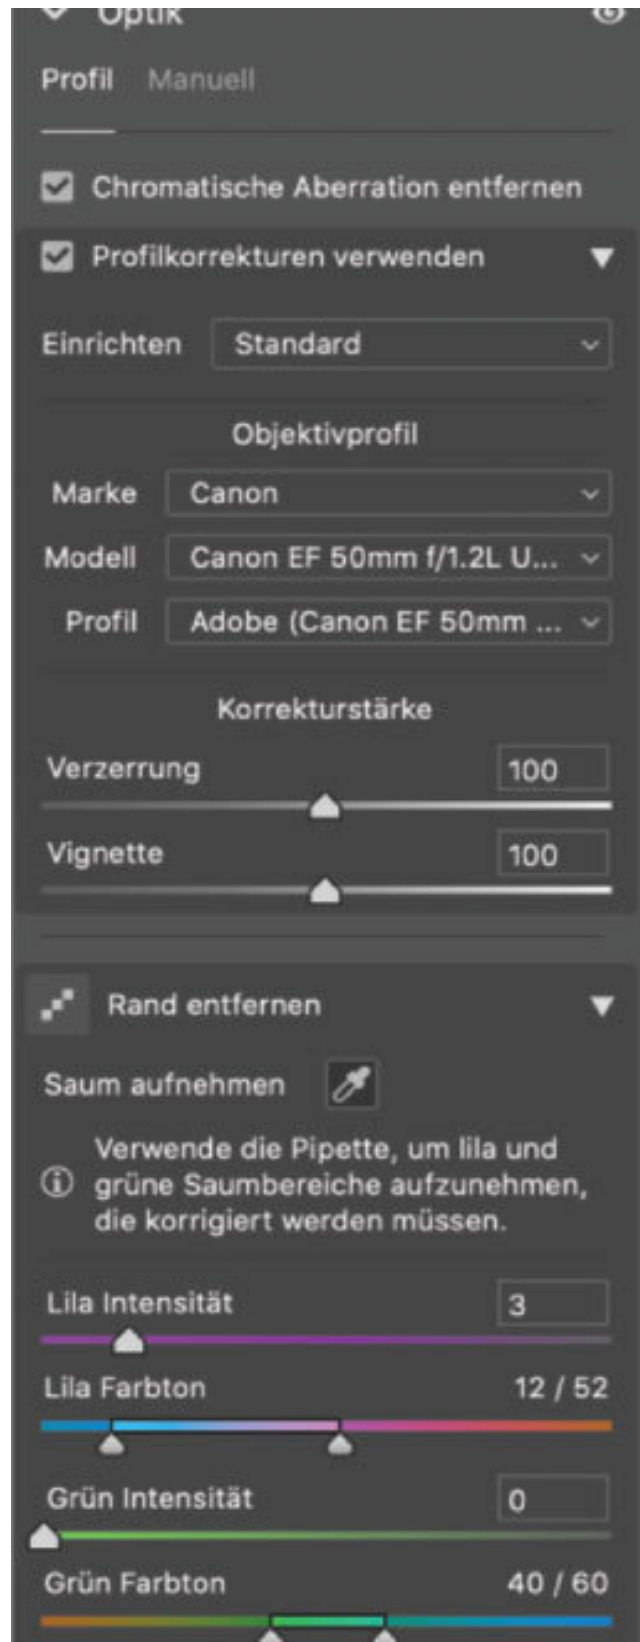 Optik
Profil Manuell
Chromatische Aberration entfernen
Profilkorrekturen verwenden
Einrichten Standard
Objektivprofil
Marke Canon
Modell Canon EF 50mm f/1.2L U...
Profil Adobe (Canon EF 50mm ...
Korrekturstärke
Verzerrung 100
Vignette 100
Rand entfernen
Saum aufnehmen
Verwende die Pipette, um lila und
grüne Saumbereiche aufzunehmen,
die korrigiert werden müssen.
Lila Intensität 3
Lila Farbton 12 / 52
Grün Intensität 0
Grün Farbton 40 / 60